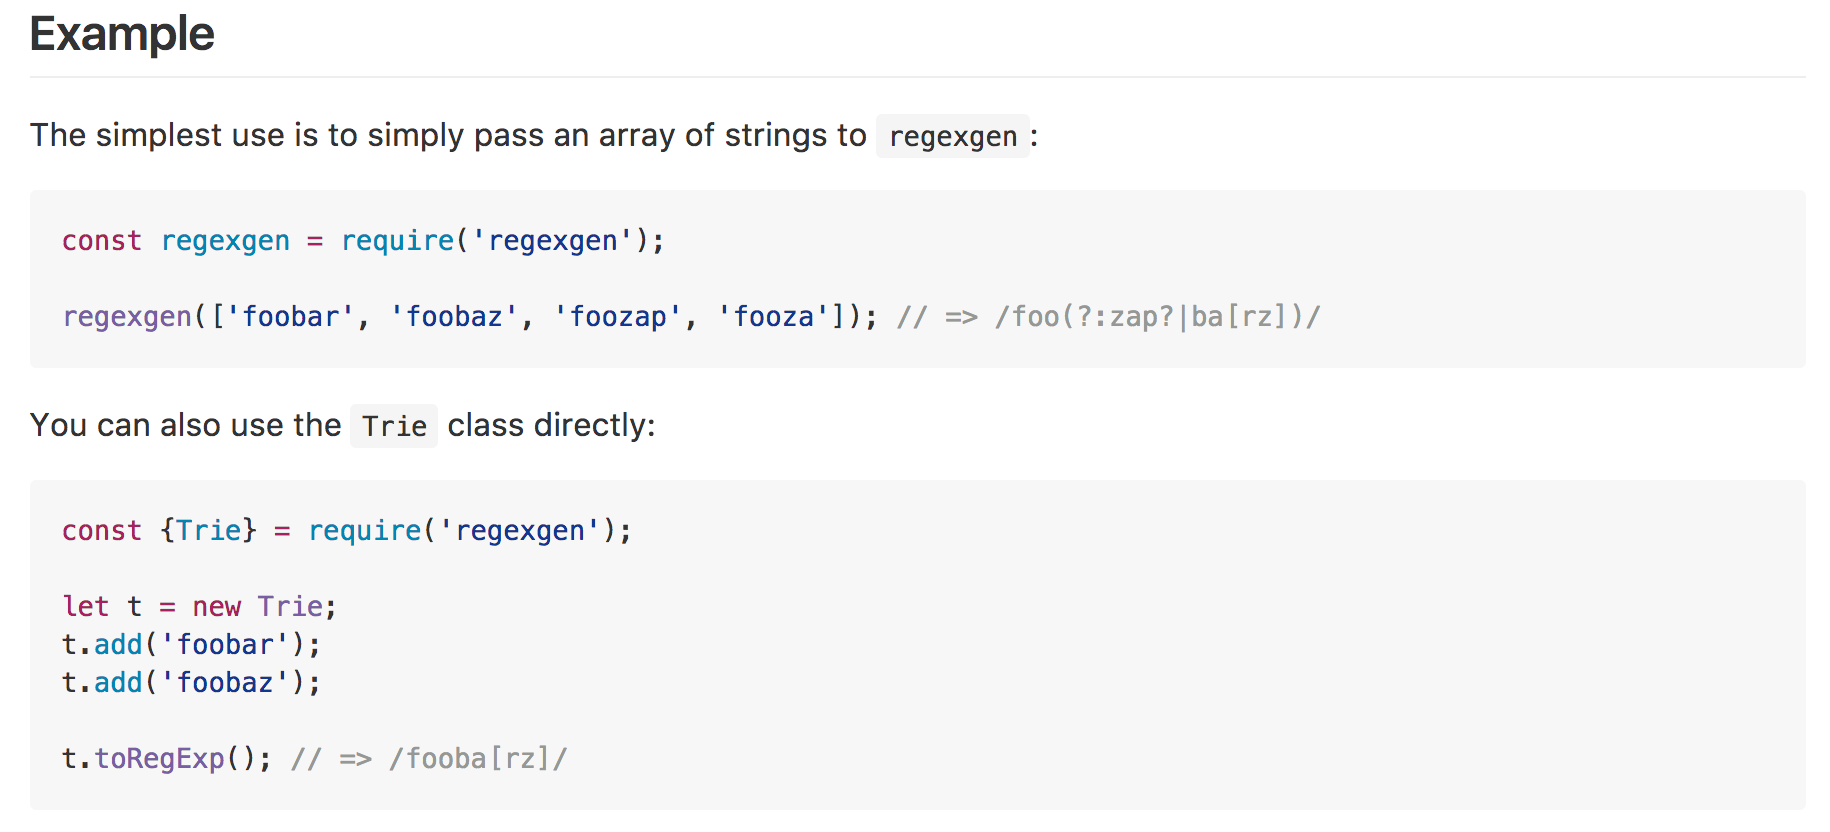 Example
The simplest use is to simply pass an array of strings to regexgen:
const regexgen = require('regexgen');
regexgen(['foobar', 'foobaz', 'foozap', 'fooza']); // => /foo(?:zap?|ba[rz])/
You can also use the Trie class directly:
const {Trie} = require('regexgen');
let t = new Trie;
t.add('foobar');
t.add('foobaz');
t.toRegExp(); // => /fooba[rz]/